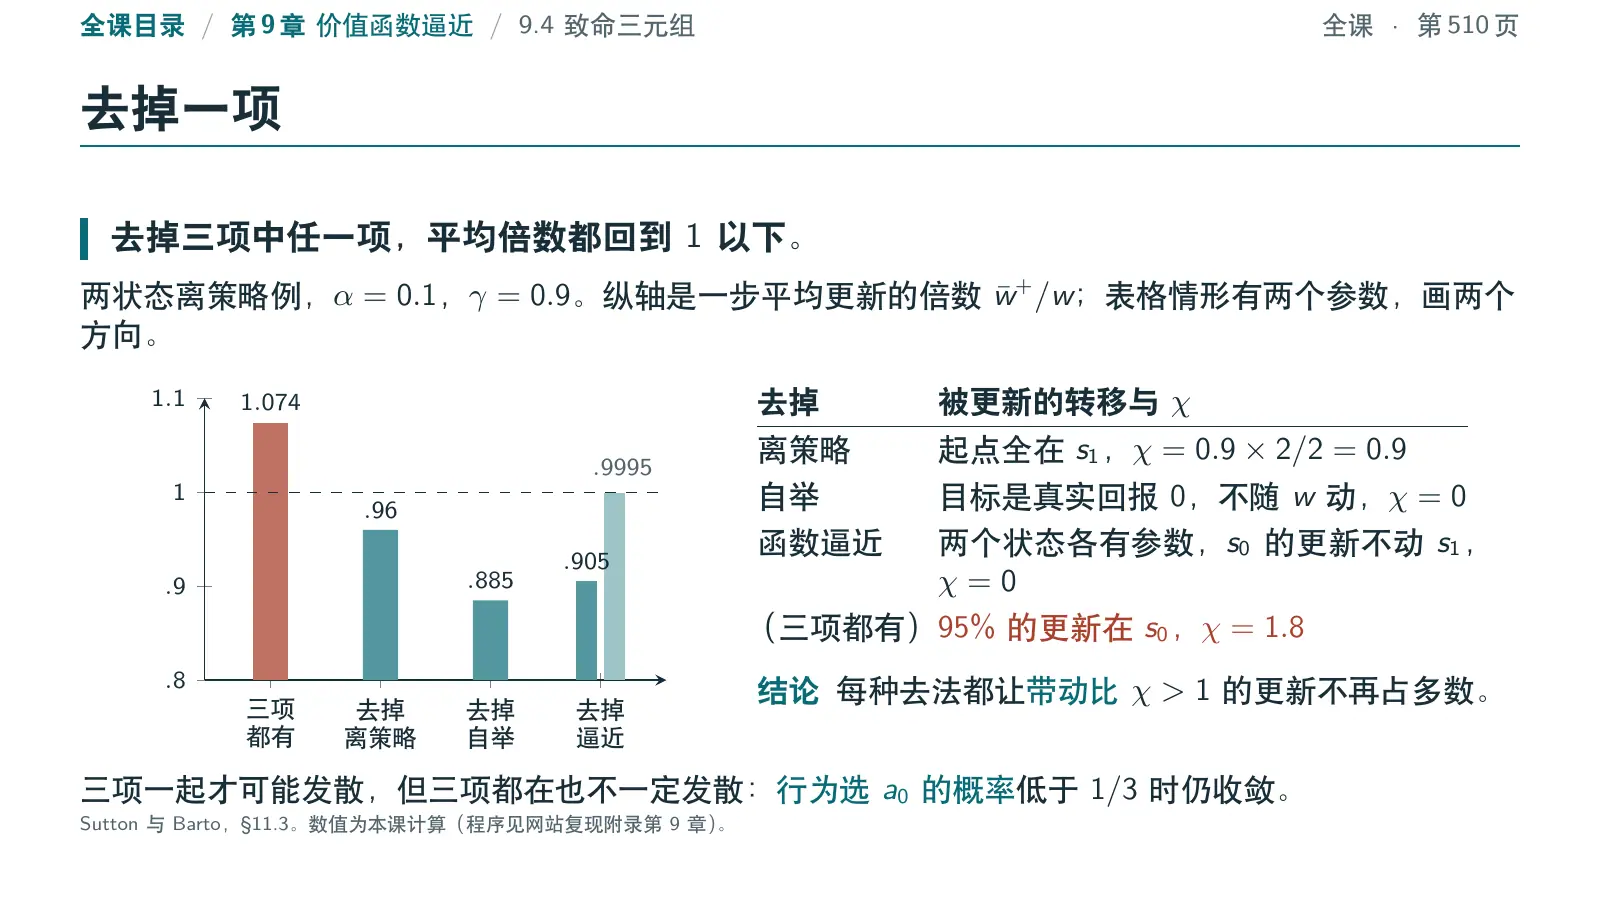 全课目录 / 第9章 价值函数逼近 / 9.4 致命三元组
全课 · 第510页
去掉一项
去掉三项中任一项，平均倍数都回到 1 以下。
两状态离策略例，α = 0.1，γ = 0.9。纵轴是一步平均更新的倍数 w̄⁺/w；表格情形有两个参数，画两个
方向。
1.1
1
.9
.8
1.074
.96
.885
.905
.9995
三项
都有
去掉
离策略
去掉
自举
去掉
逼近
去掉 被更新的转移与 χ
离策略 起点全在 s₁，χ = 0.9 × 2/2 = 0.9
自举 目标是真实回报 0，不随 w 动，χ = 0
函数逼近 两个状态各有参数，s₀ 的更新不动 s₁，
χ = 0
（三项都有）95% 的更新在 s₀，χ = 1.8
结论 每种去法都让带动比 χ > 1 的更新不再占多数。
三项一起才可能发散，但三项都在也不一定发散：行为选 a₀ 的概率低于 1/3 时仍收敛。
Sutton 与 Barto，§11.3。数值为本课计算（程序见网站复现附录第 9 章）。